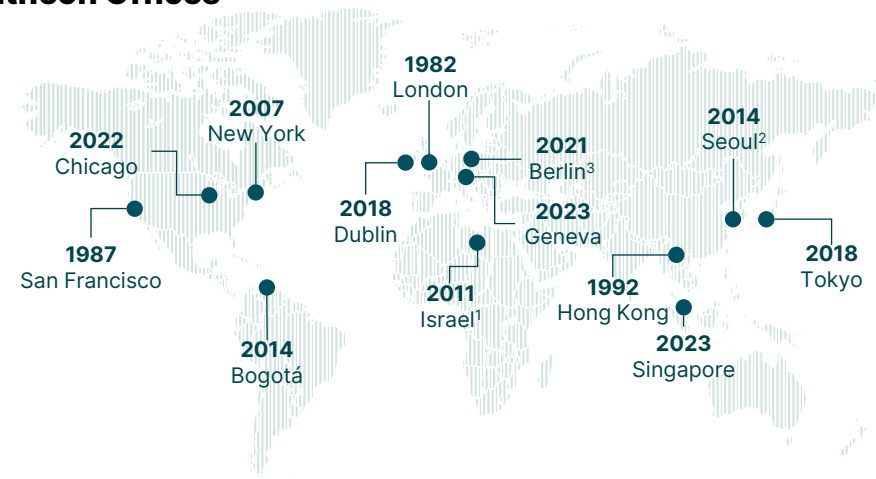 Offices
1982
London
2007
New York
2014
Seoul²
2022
Chicago
2021
Berlin³
2018
Dublin
2023
Geneva
1987
San Francisco
2011
Israel¹
1992
Hong Kong
2018
Tokyo
2014
Bogotá
2023
Singapore